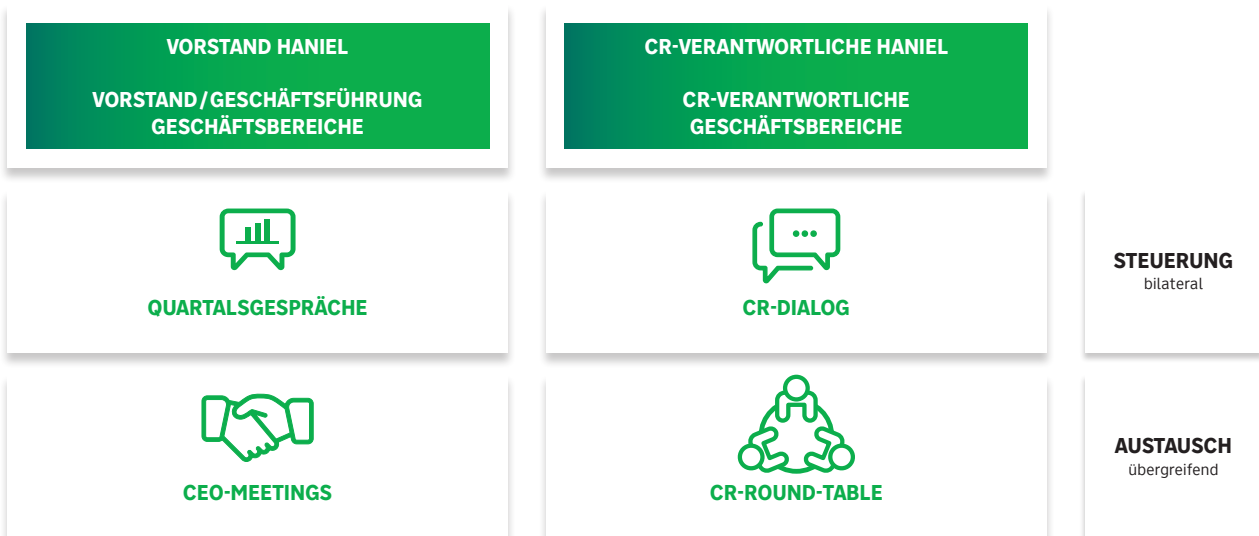 VORSTAND HANIEL
VORSTAND/GESCHÄFTSFÜHRUNG
GESCHÄFTSBEREICHE
CR-VERANTWORTLICHE HANIEL
CR-VERANTWORTLICHE
GESCHÄFTSBEREICHE
QUARTALSGESPRÄCHE
CR-DIALOG
STEUERUNG
bilateral
CEO-MEETINGS
CR-ROUND-TABLE
AUSTAUSCH
übergreifend